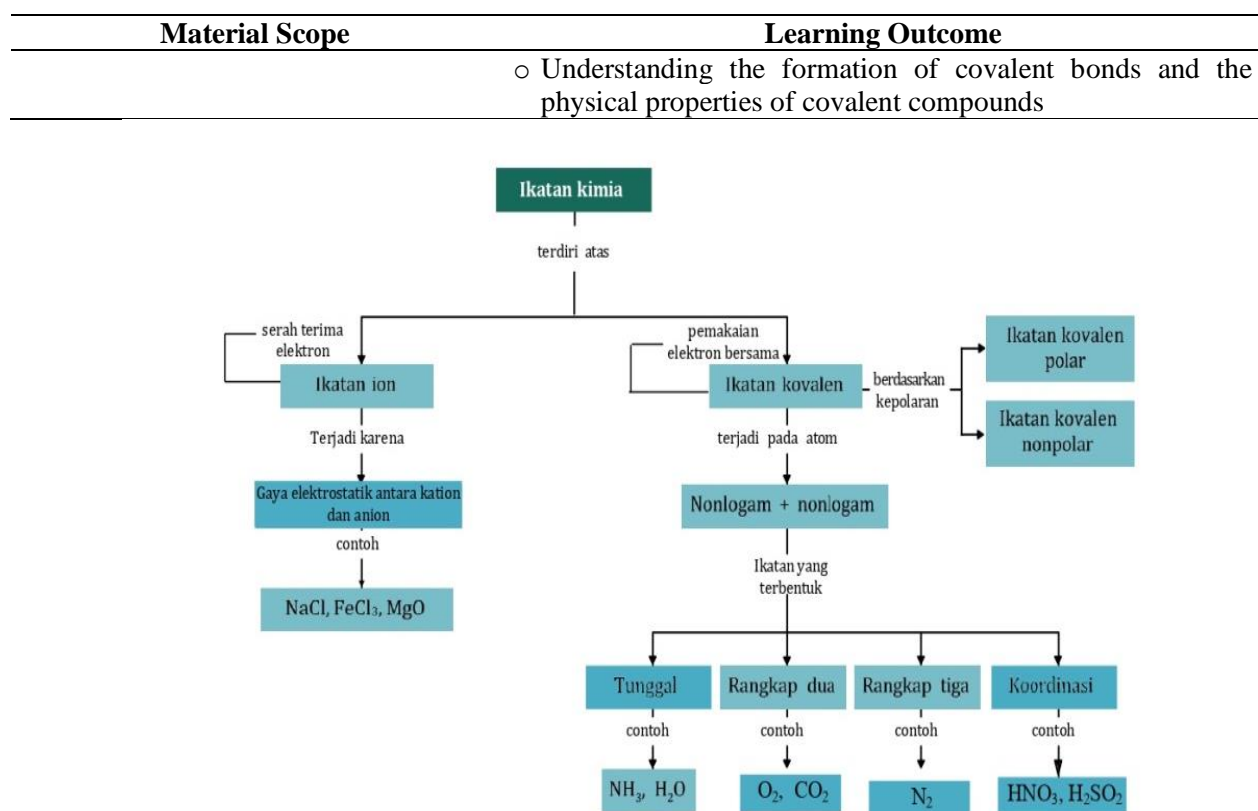 Material Scope Learning Outcome
o Understanding the formation of covalent bonds and the
physical properties of covalent compounds
Ikatan kimia
terdiri atas
serah terima
elektron
Ikatan ion
Terjadi karena
Gaya elektrostatik antara kation
dan anion
contoh
NaCl, FeCl₃, MgO
pemakaian
elektron bersama
Ikatan kovalen
berdasarkan
kepolaran
Ikatan kovalen
polar
Ikatan kovalen
nonpolar
terjadi pada atom
Nonlogam + nonlogam
Ikatan yang
terbentuk
Tunggal
Rangkap dua
Rangkap tiga
Koordinasi
contoh
contoh
contoh
contoh
NH₃, H₂O
O₂, CO₂
N₂
HNO₃, H₂SO₂